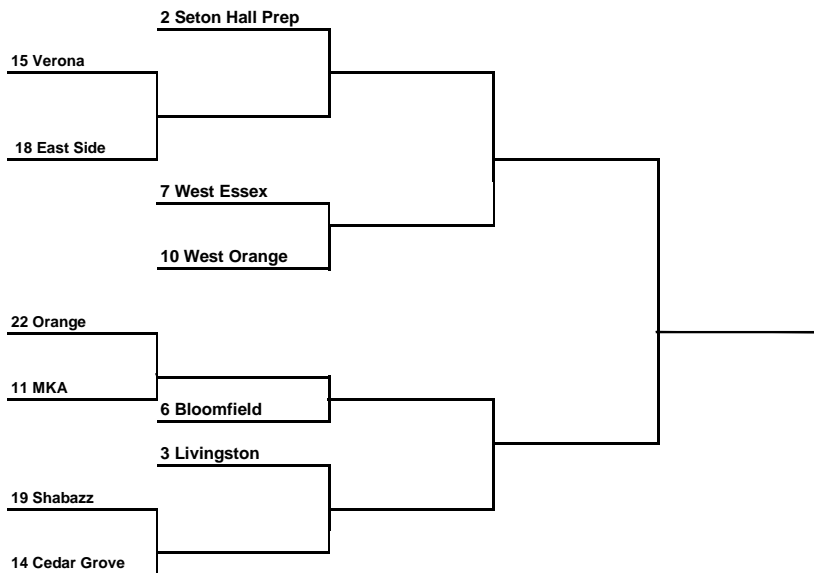 2 Seton Hall Prep
15 Verona
18 East Side
7 West Essex
10 West Orange
22 Orange
11 MKA
6 Bloomfield
3 Livingston
19 Shabazz
14 Cedar Grove